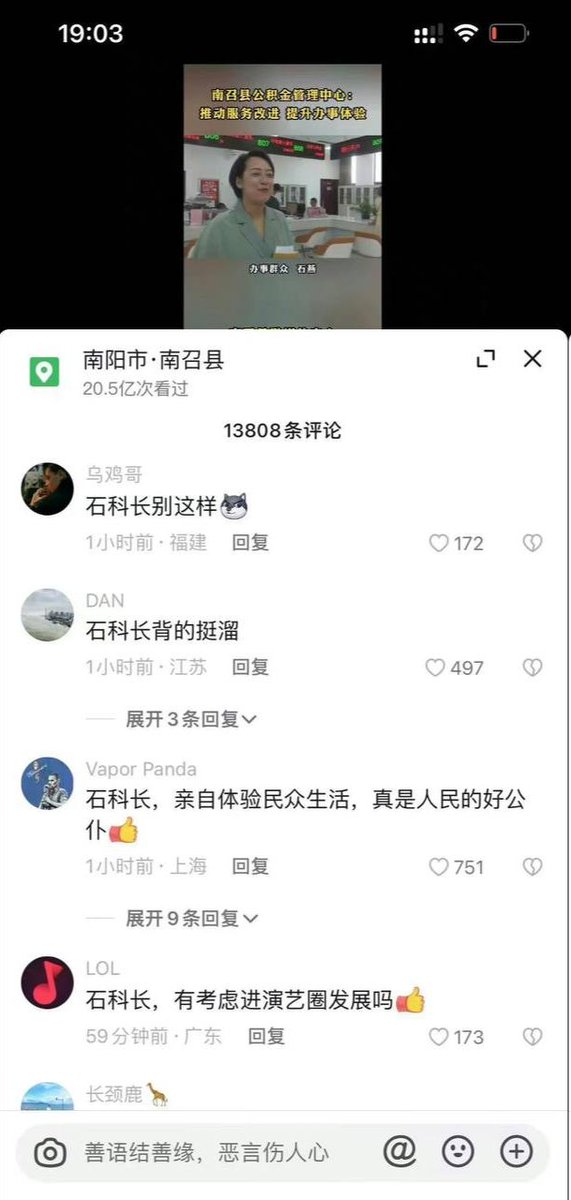 19:03
南召县公积金管理中心：
推动服务改进 提升办事体验
办事群众 石燕
南阳市·南召县
20.5亿次看过
13808条评论
乌鸡哥
石科长别这样
1小时前·福建 回复 172
DAN
石科长背的挺溜
1小时前·江苏 回复 497
展开3条回复
Vapor Panda
石科长，亲自体验民众生活，真是人民的好公
仆
1小时前·上海 回复 751
展开9条回复
LOL
石科长，有考虑进演艺圈发展吗
59分钟前·广东 回复 173
长颈鹿
善语结善缘，恶言伤人心